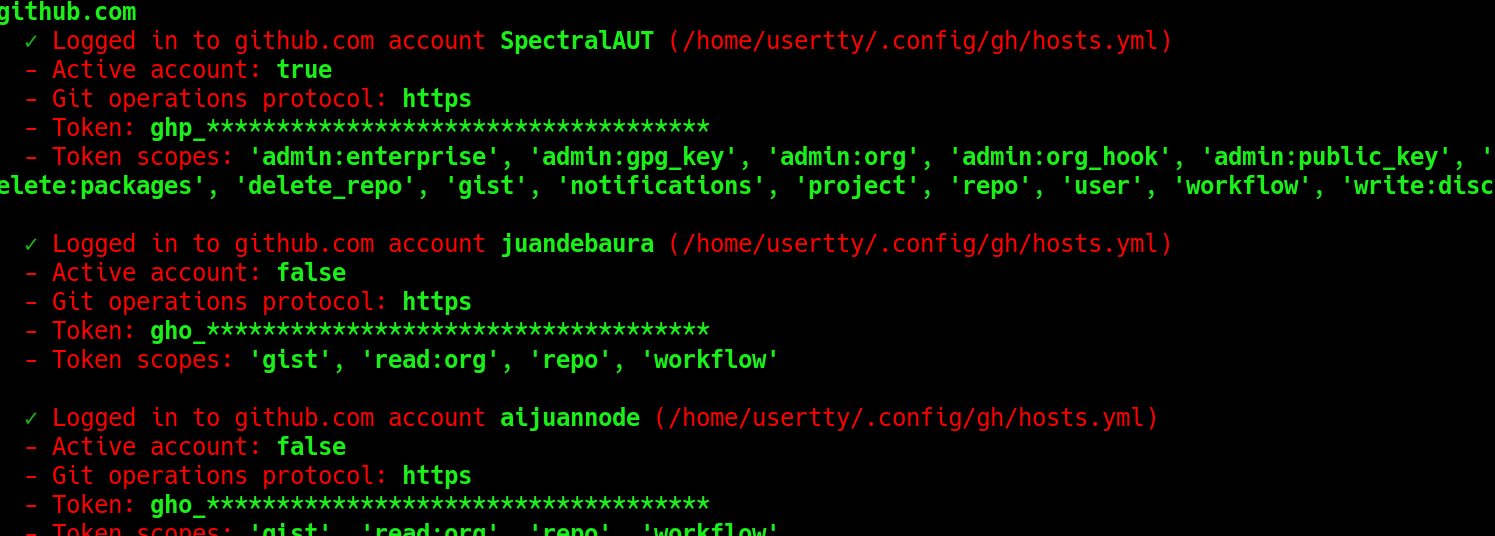 github.com
✓ Logged in to github.com account SpectralAUT (/home/usertty/.config/gh/hosts.yml)
- Active account: true
- Git operations protocol: https
- Token: ghp_************************************
- Token scopes: 'admin:enterprise', 'admin:gpg_key', 'admin:org', 'admin:org_hook', 'admin:public_key', '
elete:packages', 'delete_repo', 'gist', 'notifications', 'project', 'repo', 'user', 'workflow', 'write:disc
✓ Logged in to github.com account juandebaura (/home/usertty/.config/gh/hosts.yml)
- Active account: false
- Git operations protocol: https
- Token: gho_************************************
- Token scopes: 'gist', 'read:org', 'repo', 'workflow'
✓ Logged in to github.com account aijuannode (/home/usertty/.config/gh/hosts.yml)
- Active account: false
- Git operations protocol: https
- Token: gho_************************************
- Token scopes: 'gist', 'read:org', 'repo', 'workflow'